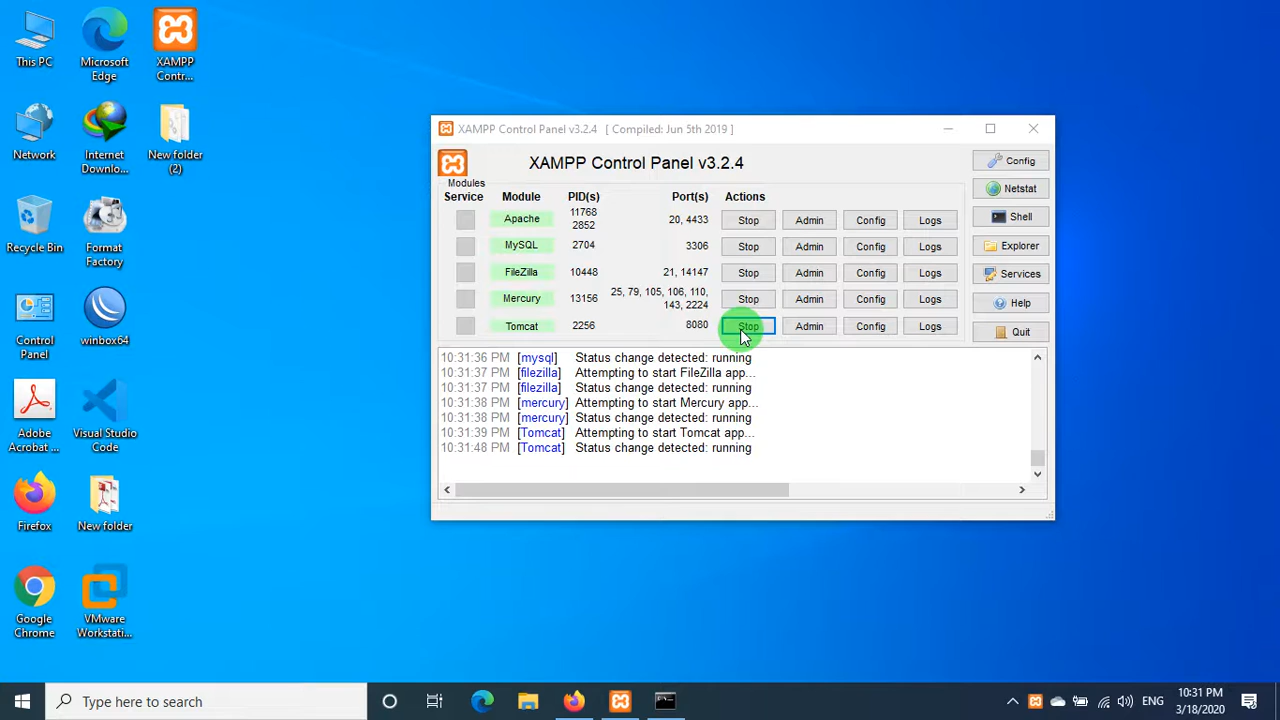 This PC
Microsoft
Edge
XAMPP
Contr...
Network
Internet
Downlo...
New folder
(2)
Recycle Bin
Format
Factory
Control
Panel
winbox64
Adobe
Acrobat ...
Visual Studio
Code
Firefox
New folder
Google
Chrome
VMware
Workstati...
XAMPP Control Panel v3.2.4 [ Compiled: Jun 5th 2019 ]
XAMPP Control Panel v3.2.4
Modules
Service Module PID(s) Port(s) Actions
Apache 11768 2852 20, 4433 Stop Admin Config Logs
MySQL 2704 3306 Stop Admin Config Logs
FileZilla 10448 21, 14147 Stop Admin Config Logs
Mercury 13156 25, 79, 105, 106, 110, 143, 2224 Stop Admin Config Logs
Tomcat 2256 8080 Stop Admin Config Logs
Config
Netstat
Shell
Explorer
Services
Help
Quit
10:31:36 PM [mysql] Status change detected: running
10:31:37 PM [filezilla] Attempting to start FileZilla app...
10:31:37 PM [filezilla] Status change detected: running
10:31:38 PM [mercury] Attempting to start Mercury app...
10:31:38 PM [mercury] Status change detected: running
10:31:39 PM [Tomcat] Attempting to start Tomcat app...
10:31:48 PM [Tomcat] Status change detected: running
Type here to search
ENG
10:31 PM
3/18/2020